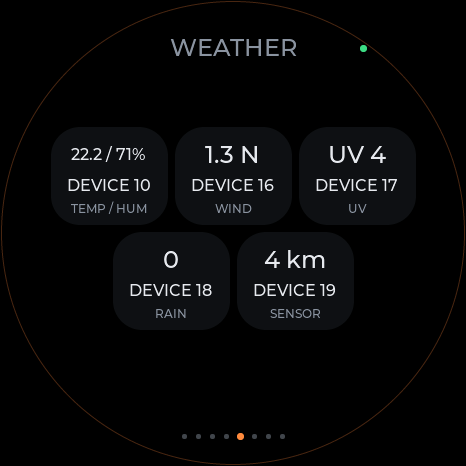 WEATHER
22.2 / 71%
DEVICE 10
TEMP / HUM
1.3 N
DEVICE 16
WIND
UV 4
DEVICE 17
UV
0
DEVICE 18
RAIN
4 km
DEVICE 19
SENSOR